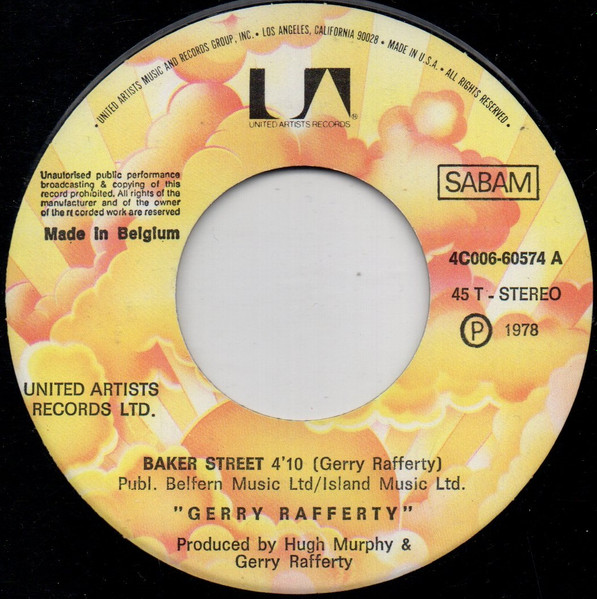 • UNITED ARTISTS MUSIC AND RECORDS GROUP, INC. • LOS ANGELES, CALIFORNIA 90028 • MADE IN U.S.A. • ALL RIGHTS RESERVED •
UA®
UNITED ARTISTS RECORDS
Unautorised public performance
broadcasting & copying of this
record prohibited. All rights of the
manufacturer and of the owner
of the recorded work are reserved
Made in Belgium
SABAM
4C006-60574 A
45 T - STEREO
Ⓟ 1978
UNITED ARTISTS
RECORDS LTD.
BAKER STREET 4'10 (Gerry Rafferty)
Publ. Belfern Music Ltd/Island Music Ltd.
"GERRY RAFFERTY"
Produced by Hugh Murphy &
Gerry Rafferty